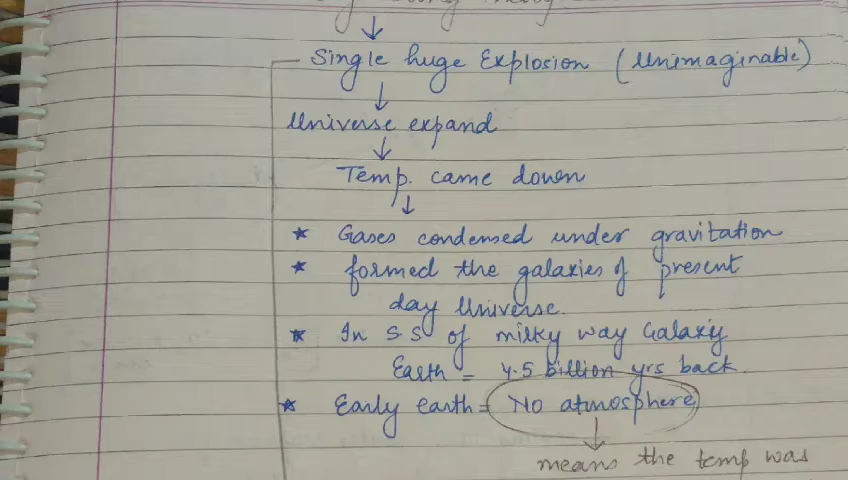 Single huge Explosion (Unimaginable)
Universe expand
Temp. came down
* Gases condensed under gravitation
* formed the galaxies of present
day Universe.
* In S S of milky way Galaxy
Earth = 4.5 billion yrs back.
* Early earth = No atmosphere
means the temp was